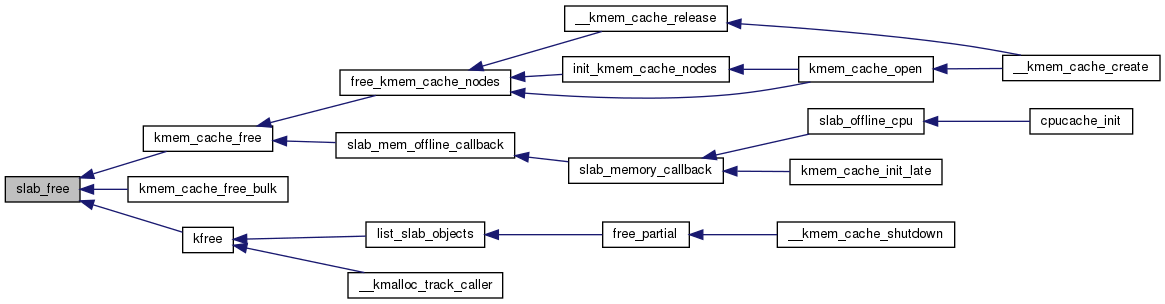 __kmem_cache_release
free_kmem_cache_nodes
init_kmem_cache_nodes
kmem_cache_open
__kmem_cache_create
kmem_cache_free
slab_mem_offline_callback
slab_memory_callback
slab_offline_cpu
cpucache_init
kmem_cache_init_late
slab_free
kmem_cache_free_bulk
kfree
list_slab_objects
free_partial
__kmem_cache_shutdown
__kmalloc_track_caller